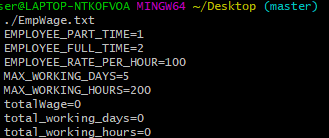 ser@LAPTOP-NTKOFVOA MINGW64 ~/Desktop (master)
./EmpWage.txt
EMPLOYEE_PART_TIME=1
EMPLOYEE_FULL_TIME=2
EMPLOYEE_RATE_PER_HOUR=100
MAX_WORKING_DAYS=5
MAX_WORKING_HOURS=200
totalWage=0
total_working_days=0
total_working_hours=0